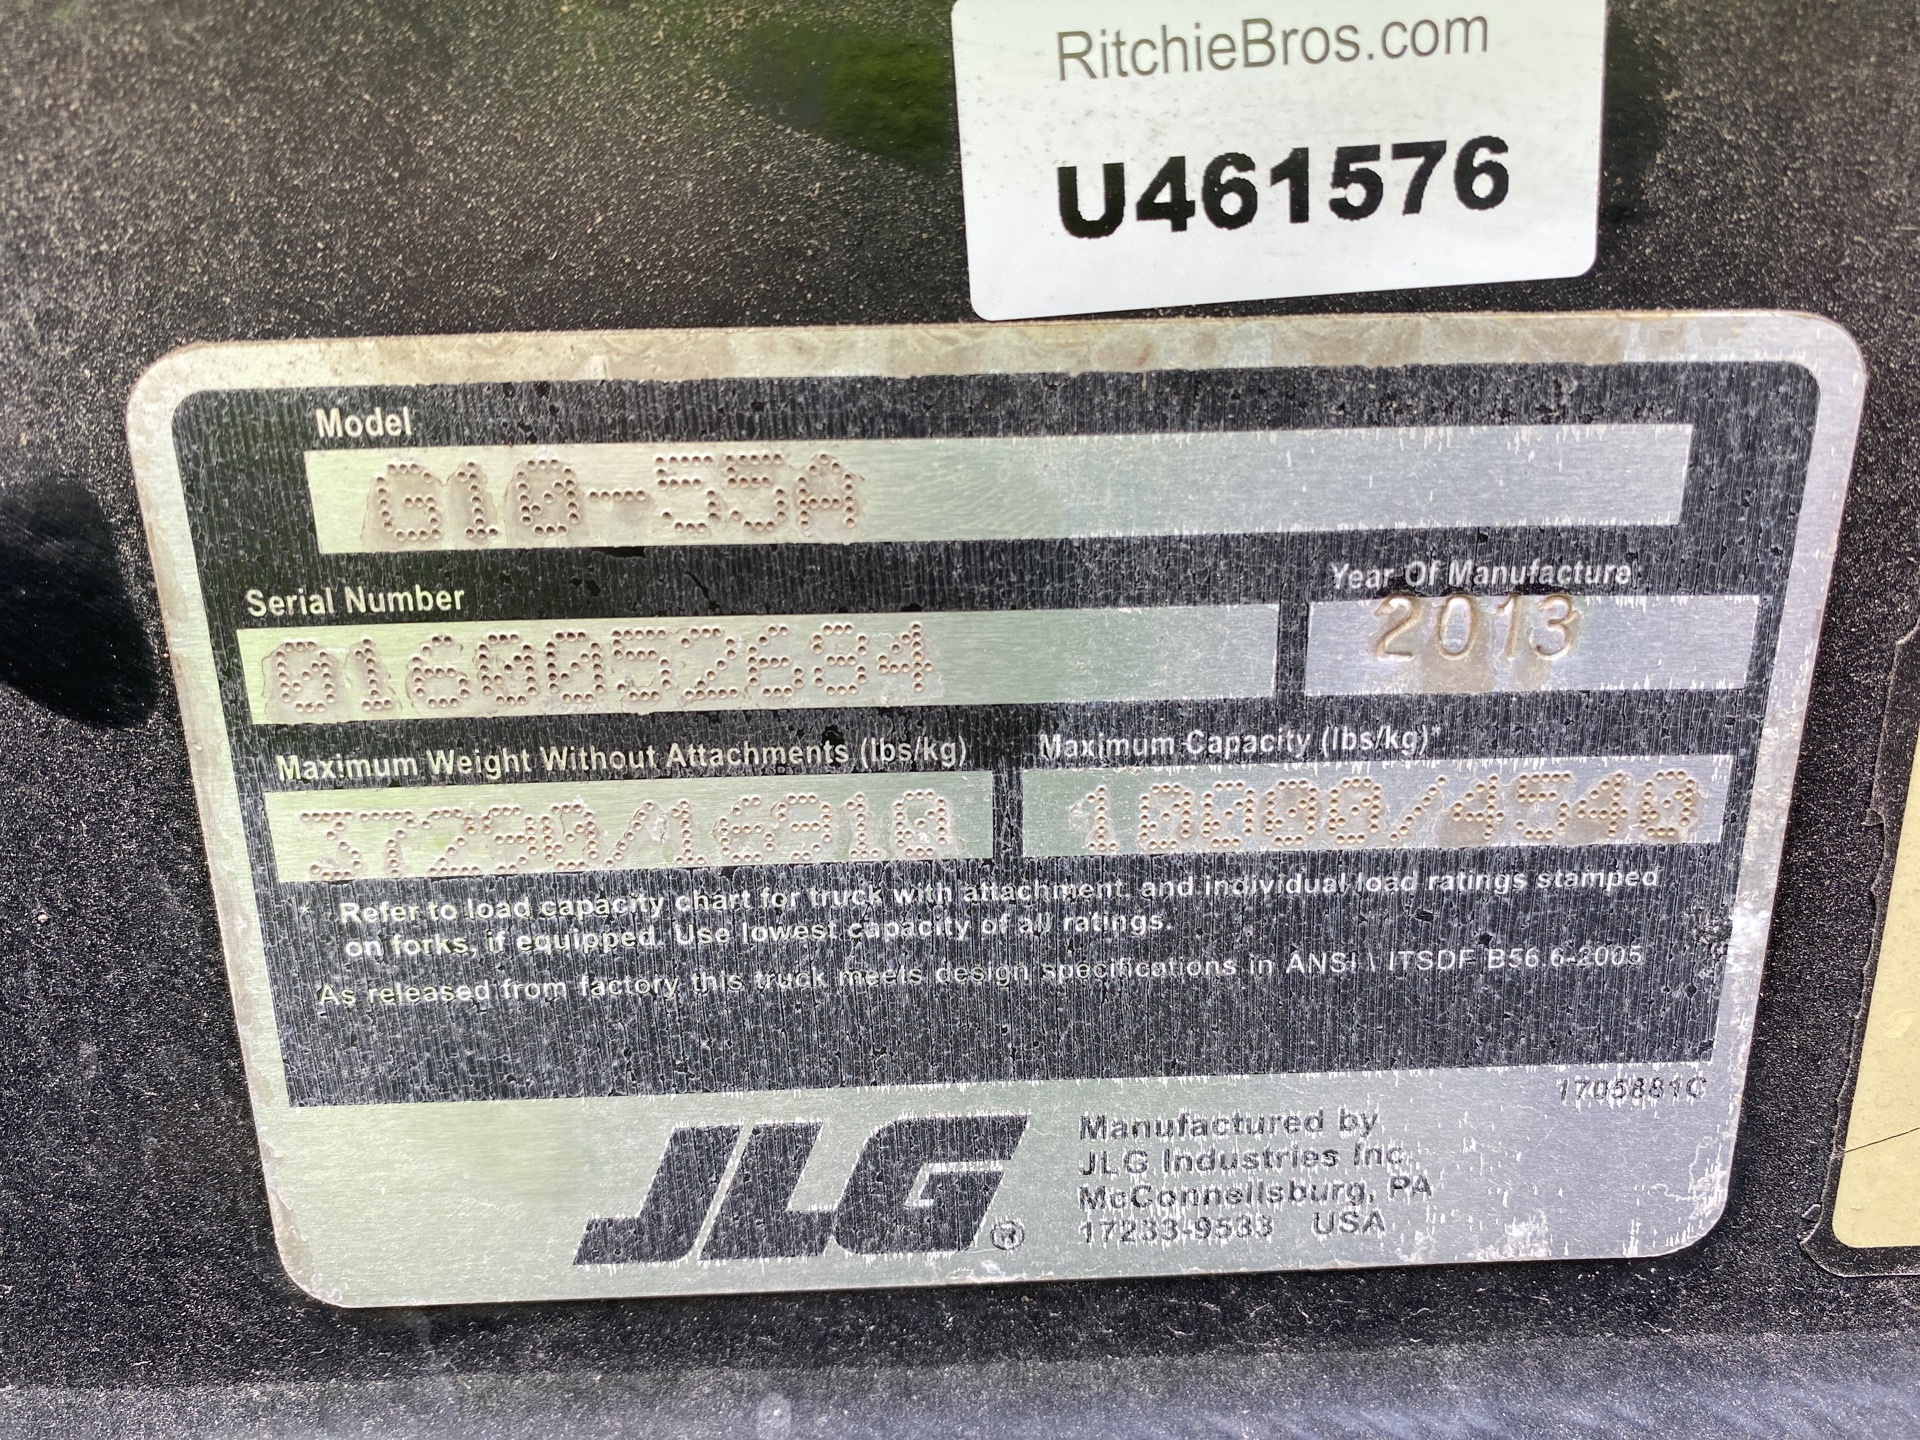 RitchieBros.com
U461576
Model
G10-55A
Serial Number
0160052684
Year Of Manufacture
2013
Maximum Weight Without Attachments (lbs/kg)
37290/16910
Maximum Capacity (lbs/kg)*
10000/4540
* Refer to load capacity chart for truck with attachment and individual load ratings stamped
on forks, if equipped. Use lowest capacity of all ratings.
As released from factory this truck meets design specifications in ANSI \ ITSDF B56.6-2005
1705881C
JLG®
Manufactured by
JLG Industries Inc.
McConnellsburg, PA
17233-9533 USA